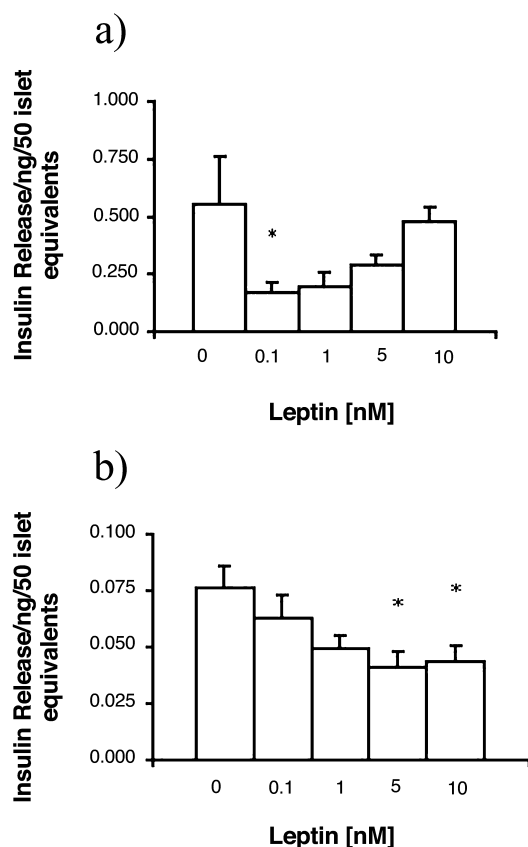 a)
Insulin Release/ng/50 islet
equivalents
1.000
0.750
0.500
0.250
0.000
*
0 0.1 1 5 10
Leptin [nM]
b)
Insulin Release/ng/50 islet
equivalents
0.100
0.075
0.050
0.025
0.000
* *
0 0.1 1 5 10
Leptin [nM]